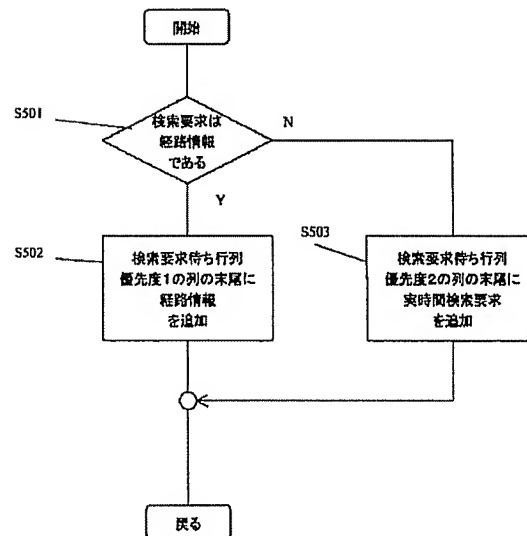 開始
S501
検索要求は
経路情報
である
N
Y
S502
検索要求待ち行列
優先度1の列の末尾に
経路情報
を追加
S503
検索要求待ち行列
優先度2の列の末尾に
実時間検索要求
を追加
戻る